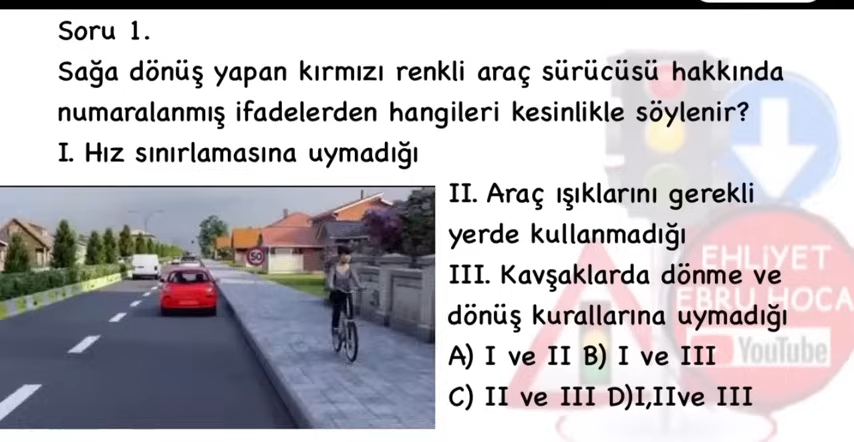 Soru 1.
Sağa dönüş yapan kırmızı renkli araç sürücüsü hakkında
numaralanmış ifadelerden hangileri kesinlikle söylenir?
I. Hız sınırlamasına uymadığı
II. Araç ışıklarını gerekli
yerde kullanmadığı
III. Kavşaklarda dönme ve
dönüş kurallarına uymadığı
A) I ve II B) I ve III
C) II ve III D)I,IIve III
50
EHLİYET
EBRU HOCA
YouTube